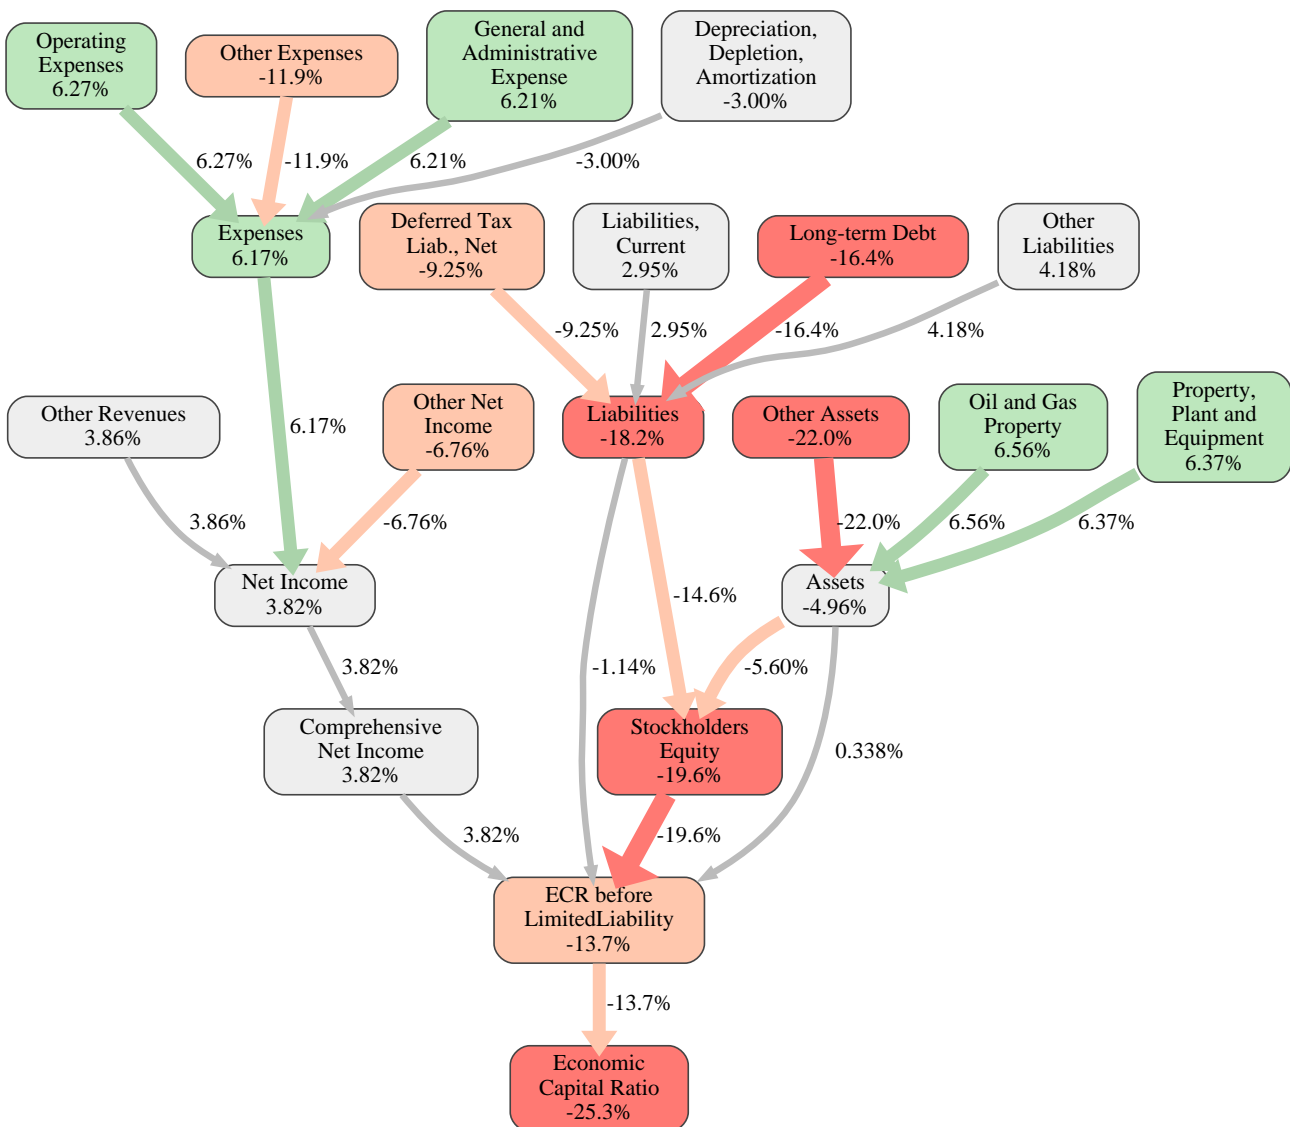 Operating
Expenses
6.27%
Other Expenses
-11.9%
General and
Administrative
Expense
6.21%
Depreciation,
Depletion,
Amortization
-3.00%
6.27%
-11.9%
6.21%
-3.00%
Expenses
6.17%
Deferred Tax
Liab., Net
-9.25%
Liabilities,
Current
2.95%
Long-term Debt
-16.4%
Other
Liabilities
4.18%
-9.25%
2.95%
-16.4%
4.18%
Other Revenues
3.86%
6.17%
Other Net
Income
-6.76%
Liabilities
-18.2%
Other Assets
-22.0%
Oil and Gas
Property
6.56%
Property,
Plant and
Equipment
6.37%
3.86%
-6.76%
-22.0%
6.56%
6.37%
Net Income
3.82%
-14.6%
Assets
-4.96%
3.82%
-1.14%
-5.60%
Comprehensive
Net Income
3.82%
Stockholders
Equity
-19.6%
0.338%
3.82%
-19.6%
ECR before
LimitedLiability
-13.7%
-13.7%
Economic
Capital Ratio
-25.3%